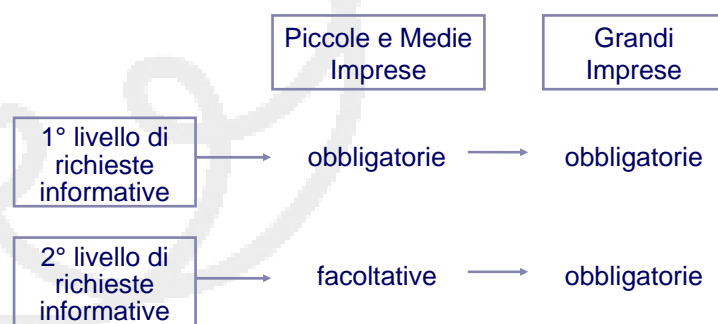 Piccole e Medie
Imprese
Grandi
Imprese
1° livello di
richieste
informative
obbligatorie
obbligatorie
2° livello di
richieste
informative
facoltative
obbligatorie